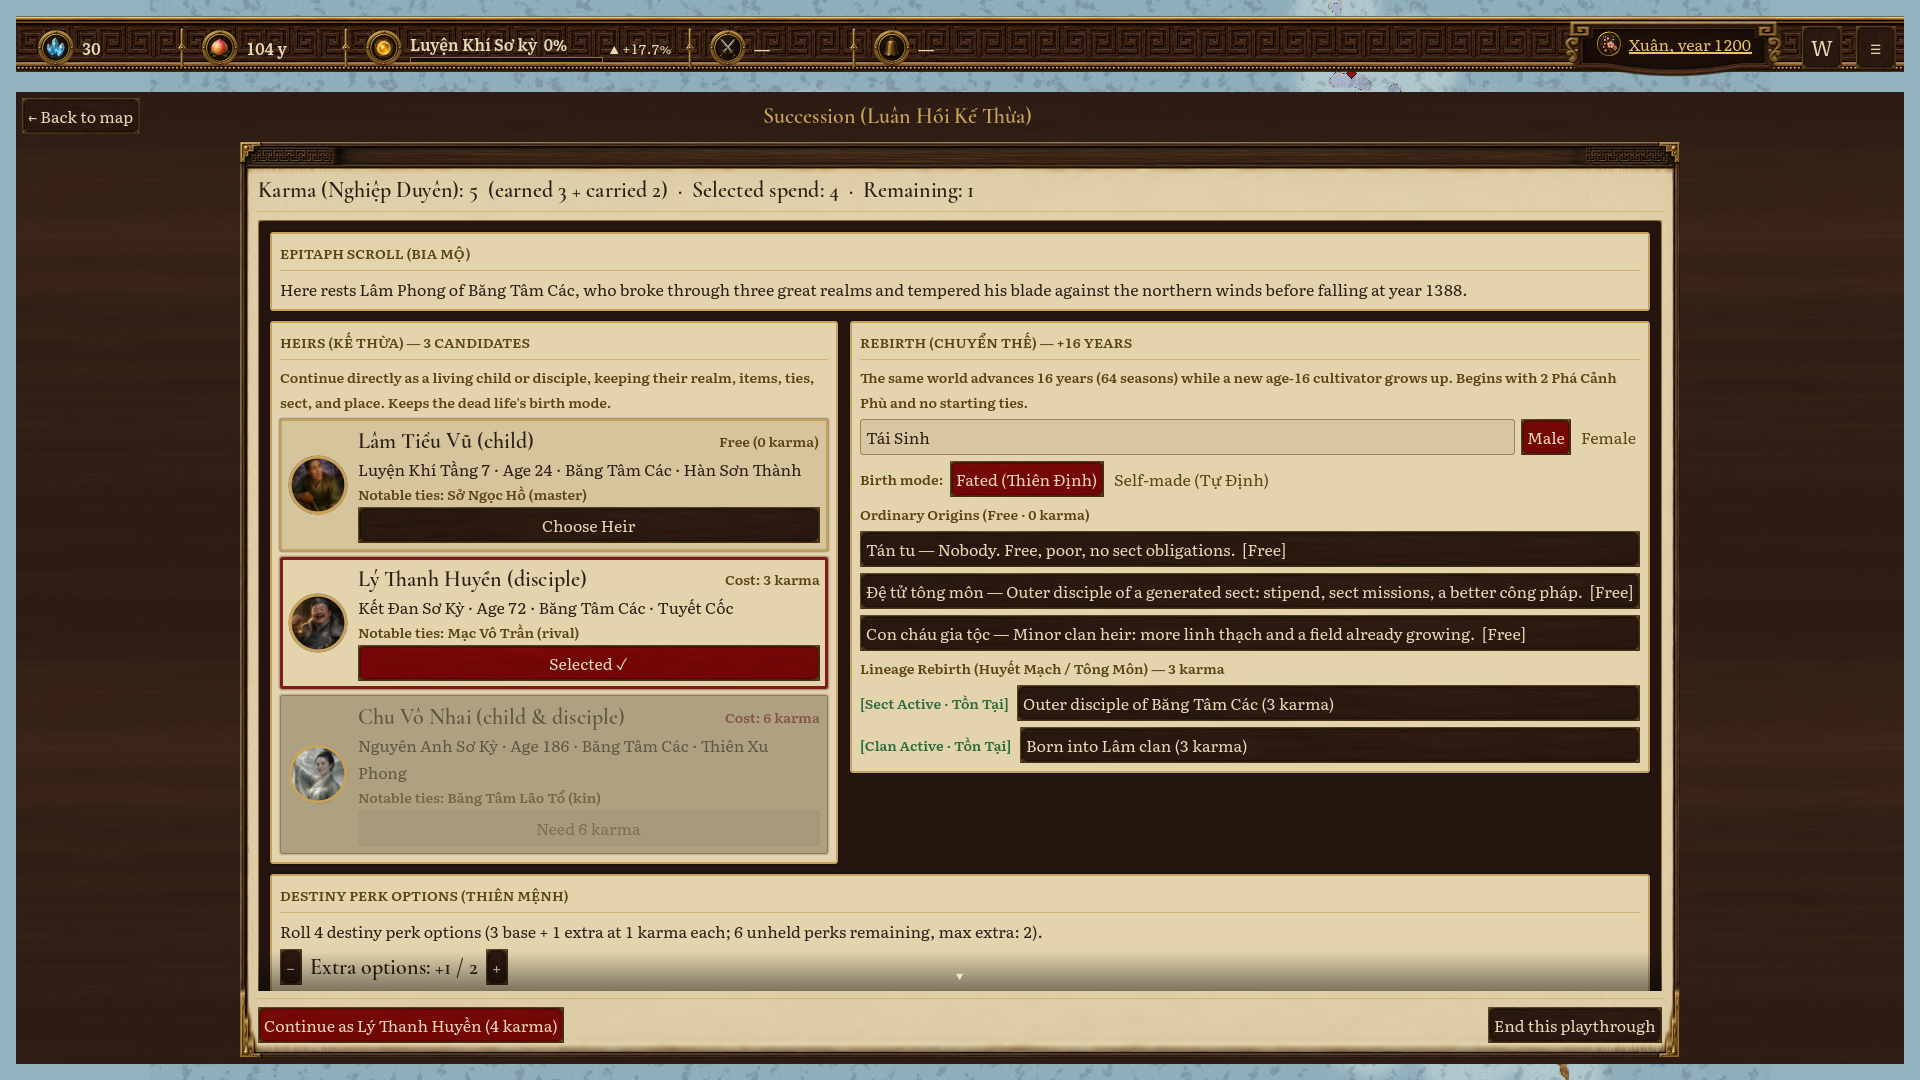 30
104 y
Luyện Khí Sơ kỳ 0%
▲ +17.7%
—
—
Xuân, year 1200
W
☰
← Back to map
Succession (Luân Hồi Kế Thừa)
Karma (Nghiệp Duyên): 5 (earned 3 + carried 2) · Selected spend: 4 · Remaining: 1
EPITAPH SCROLL (BIA MỘ)
Here rests Lâm Phong of Băng Tâm Các, who broke through three great realms and tempered his blade against the northern winds before falling at year 1388.
HEIRS (KẾ THỪA) — 3 CANDIDATES
Continue directly as a living child or disciple, keeping their realm, items, ties,
sect, and place. Keeps the dead life's birth mode.
Lâm Tiểu Vũ (child)
Free (0 karma)
Luyện Khí Tầng 7 · Age 24 · Băng Tâm Các · Hàn Sơn Thành
Notable ties: Sở Ngọc Hồ (master)
Choose Heir
Lý Thanh Huyền (disciple)
Cost: 3 karma
Kết Đan Sơ Kỳ · Age 72 · Băng Tâm Các · Tuyết Cốc
Notable ties: Mạc Vô Trần (rival)
Selected ✓
Chu Vô Nhai (child & disciple)
Cost: 6 karma
Nguyên Anh Sơ Kỳ · Age 186 · Băng Tâm Các · Thiên Xu
Phong
Notable ties: Băng Tâm Lão Tổ (kin)
Need 6 karma
REBIRTH (CHUYỂN THẾ) — +16 YEARS
The same world advances 16 years (64 seasons) while a new age-16 cultivator grows up. Begins with 2 Phá Cảnh
Phù and no starting ties.
Tái Sinh
Male
Female
Birth mode:
Fated (Thiên Định)
Self-made (Tự Định)
Ordinary Origins (Free · 0 karma)
Tán tu — Nobody. Free, poor, no sect obligations. [Free]
Đệ tử tông môn — Outer disciple of a generated sect: stipend, sect missions, a better công pháp. [Free]
Con cháu gia tộc — Minor clan heir: more linh thạch and a field already growing. [Free]
Lineage Rebirth (Huyết Mạch / Tông Môn) — 3 karma
[Sect Active · Tồn Tại]
Outer disciple of Băng Tâm Các (3 karma)
[Clan Active · Tồn Tại]
Born into Lâm clan (3 karma)
DESTINY PERK OPTIONS (THIÊN MỆNH)
Roll 4 destiny perk options (3 base + 1 extra at 1 karma each; 6 unheld perks remaining, max extra: 2).
−
Extra options: +1 / 2
+
▼
Continue as Lý Thanh Huyền (4 karma)
End this playthrough